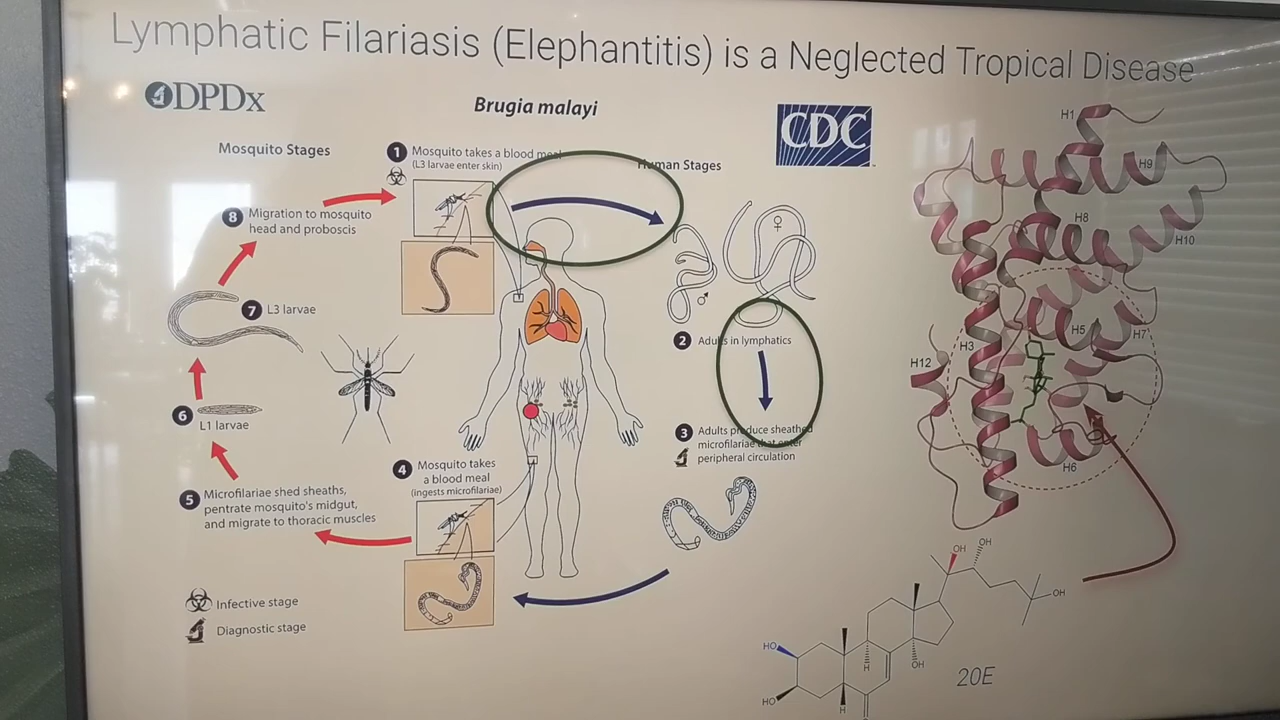 Lymphatic Filariasis (Elephantitis) is a Neglected Tropical Disease
DPDx
Brugia malayi
CDC
Mosquito Stages
Human Stages
1 Mosquito takes a blood meal
(L3 larvae enter skin)
8 Migration to mosquito
head and proboscis
7 L3 larvae
2 Adults in lymphatics
6
L1 larvae
3 Adults produce sheathed
microfilariae that enter
peripheral circulation
4 Mosquito takes
a blood meal
(ingests microfilariae)
5 Microfilariae shed sheaths,
pentrate mosquito's midgut,
and migrate to thoracic muscles
Infective stage
Diagnostic stage
H1
H9
H8
H10
H5
H7
H3
H12
H6
OH
OH
OH
HO
H
OH
HO
H
20E